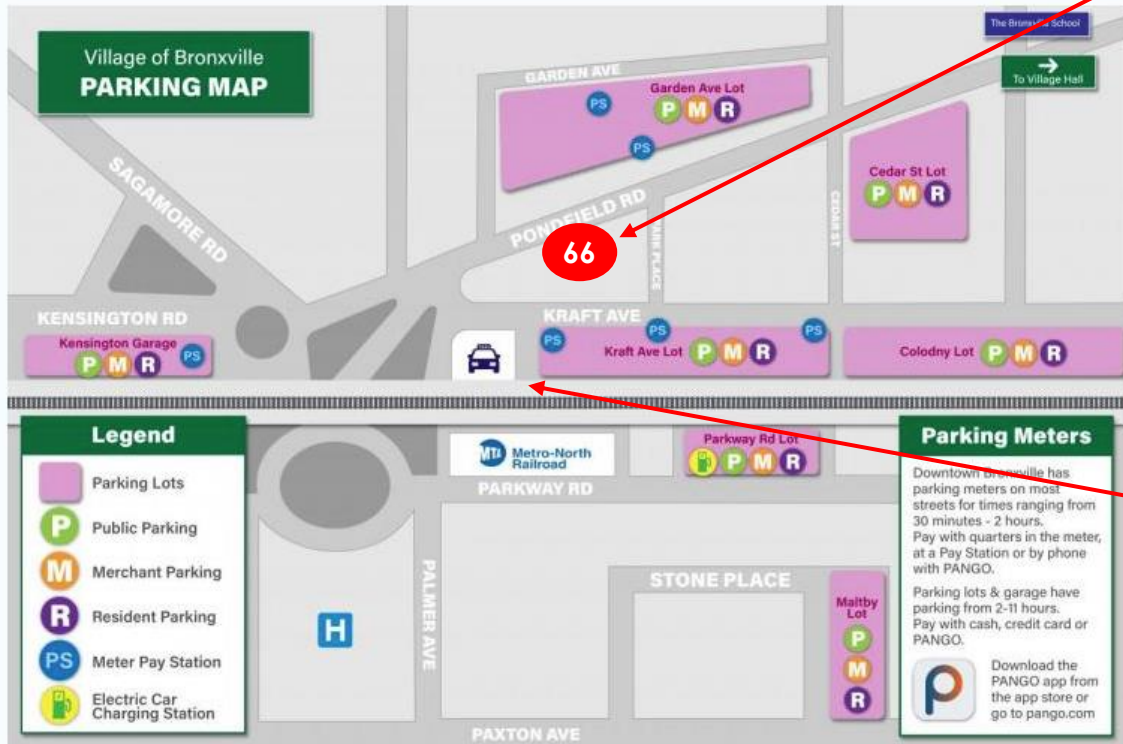 Village of Bronxville
PARKING MAP
The Bronxville School
→
To Village Hall
GARDEN AVE
Garden Ave Lot
PS
P M R
PS
SAGAMORE RD
PONDFIELD RD
66
PARK PLACE
CEDAR ST
Cedar St Lot
P M R
KENSINGTON RD
Kensington Garage
P M R PS
KRAFT AVE
PS
PS
PS
Kraft Ave Lot P M R
Colodny Lot P M R
Legend
Parking Lots
P Public Parking
M Merchant Parking
R Resident Parking
PS Meter Pay Station
Electric Car
Charging Station
MTA Metro-North
Railroad
Parkway Rd Lot
P M R
PARKWAY RD
PALMER AVE
H
STONE PLACE
Maltby
Lot
P
M
R
PAXTON AVE
Parking Meters
Downtown Bronxville has
parking meters on most
streets for times ranging from
30 minutes - 2 hours.
Pay with quarters in the meter,
at a Pay Station or by phone
with PANGO.
Parking lots & garage have
parking from 2-11 hours.
Pay with cash, credit card or
PANGO.
Download the
PANGO app from
the app store or
go to pango.com